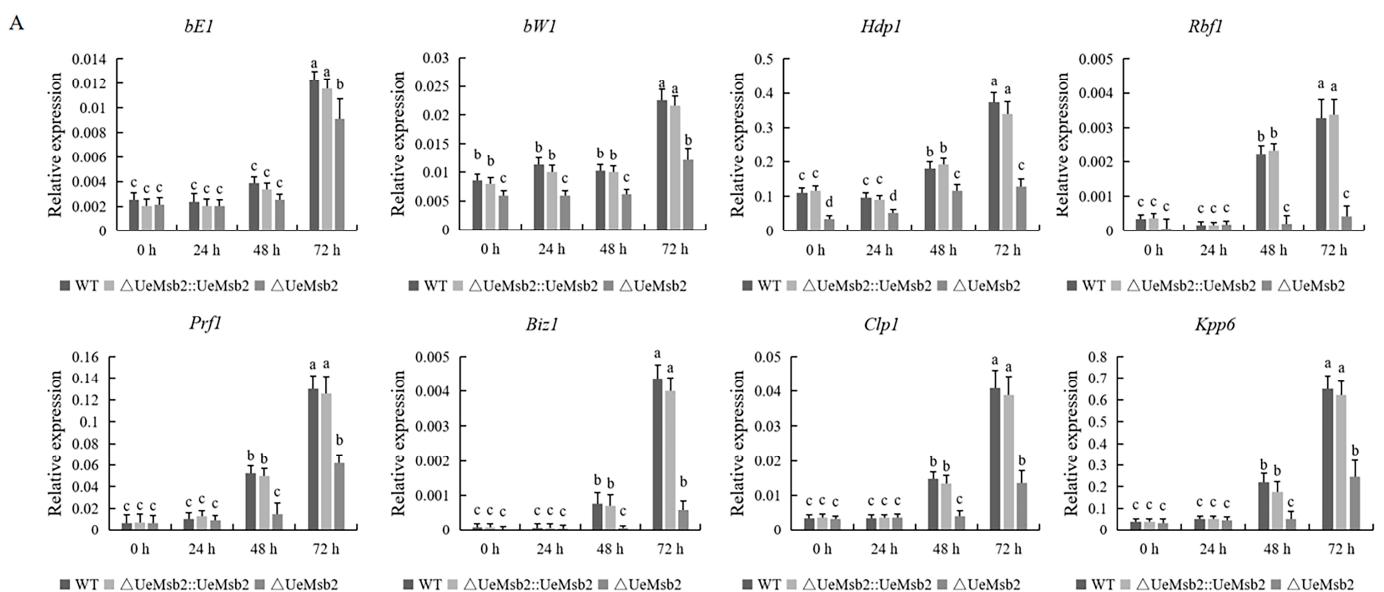 A
bE1
Relative expression
0.014
0.012
0.01
0.008
0.006
0.004
0.002
0
c c c
c c c
c c c
a a b
0 h 24 h 48 h 72 h
WT △UeMsb2::UeMsb2 △UeMsb2
bW1
Relative expression
0.03
0.025
0.02
0.015
0.01
0.005
0
b b c
b b c
b b c
a a b
0 h 24 h 48 h 72 h
WT △UeMsb2::UeMsb2 △UeMsb2
Hdp1
Relative expression
0.5
0.4
0.3
0.2
0.1
0
c c d
c c d
b b c
a a c
0 h 24 h 48 h 72 h
WT △UeMsb2::UeMsb2 △UeMsb2
Rbf1
Relative expression
0.005
0.004
0.003
0.002
0.001
0
c c c
c c c
b b c
a a c
0 h 24 h 48 h 72 h
WT △UeMsb2::UeMsb2 △UeMsb2
Prf1
Relative expression
0.16
0.14
0.12
0.1
0.08
0.06
0.04
0.02
0
c c c
c c c
b b c
a a b
0 h 24 h 48 h 72 h
WT △UeMsb2::UeMsb2 △UeMsb2
Biz1
Relative expression
0.005
0.004
0.003
0.002
0.001
0
c c c
c c c
b b c
a a b
0 h 24 h 48 h 72 h
WT △UeMsb2::UeMsb2 △UeMsb2
Clp1
Relative expression
0.05
0.04
0.03
0.02
0.01
0
c c c
c c c
b b c
a a b
0 h 24 h 48 h 72 h
WT △UeMsb2::UeMsb2 △UeMsb2
Kpp6
Relative expression
0.8
0.7
0.6
0.5
0.4
0.3
0.2
0.1
0
c c c
c c c
b b c
a a b
0 h 24 h 48 h 72 h
WT △UeMsb2::UeMsb2 △UeMsb2